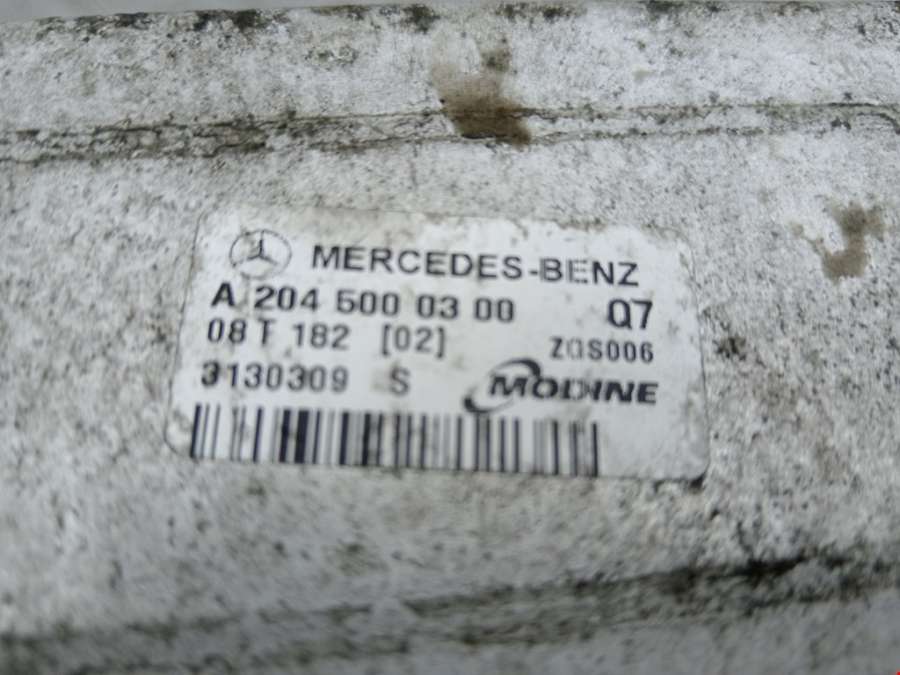 MERCEDES-BENZ
A 204 500 03 00 Q7
08 T 182 [02] ZGS006
3130309 S MODINE